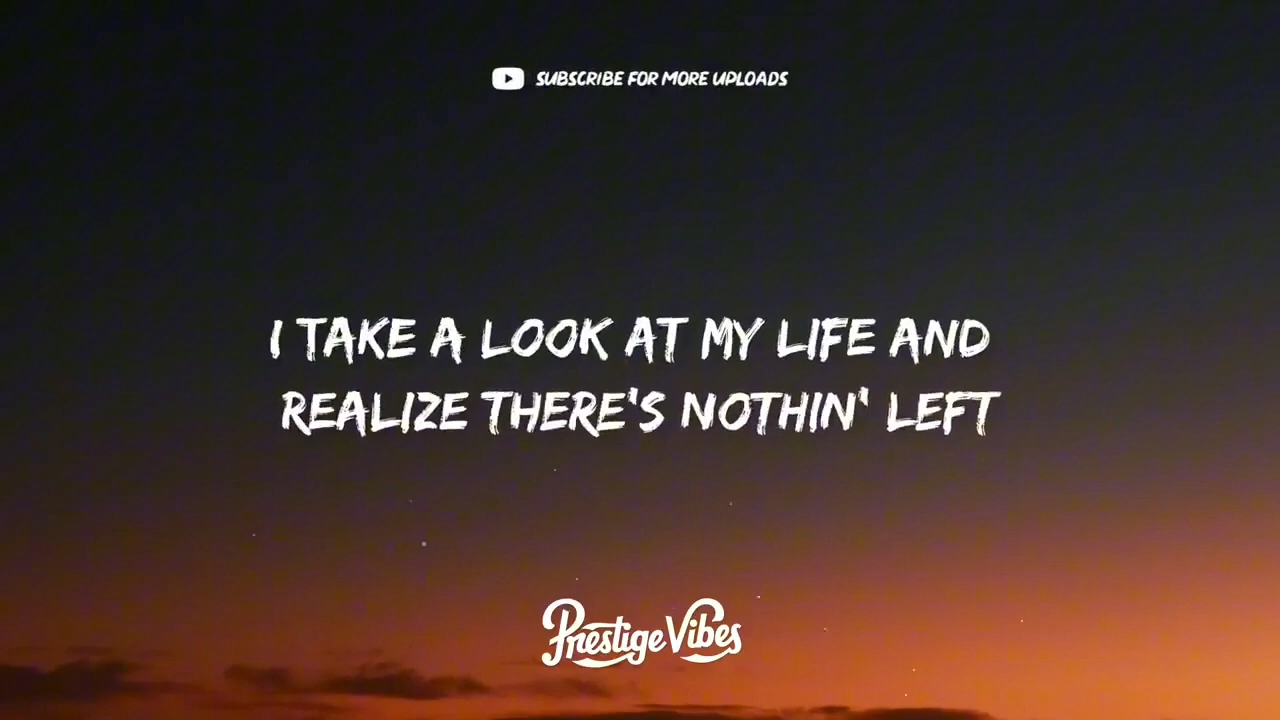 SUBSCRIBE FOR MORE UPLOADS
I TAKE A LOOK AT MY LIFE AND
REALIZE THERE'S NOTHIN' LEFT
Prestige Vibes